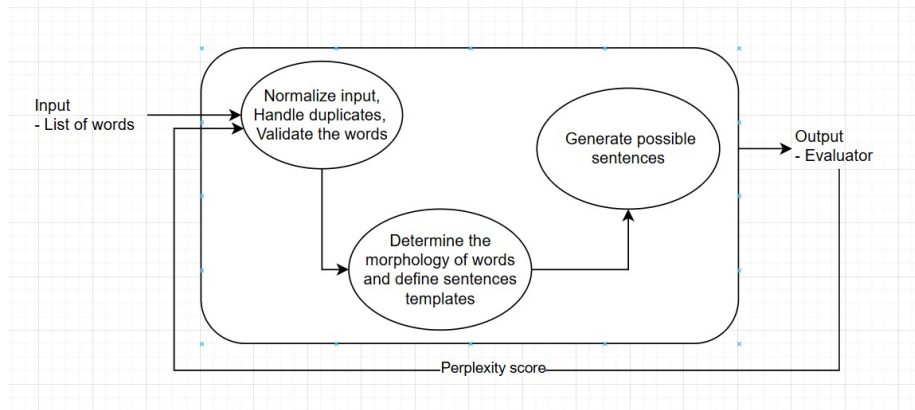 Input
- List of words
Normalize input,
Handle duplicates,
Validate the words
Determine the
morphology of words
and define sentences
templates
Generate possible
sentences
Output
- Evaluator
Perplexity score